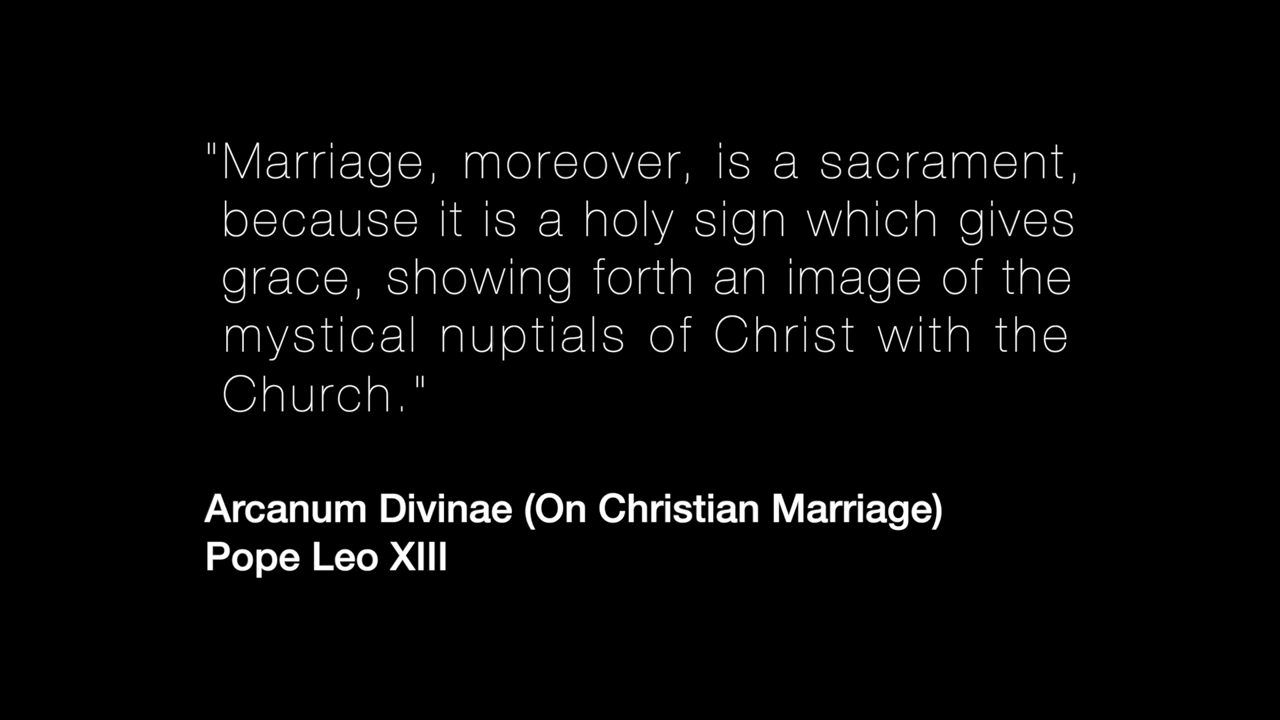 "Marriage, moreover, is a sacrament,
because it is a holy sign which gives
grace, showing forth an image of the
mystical nuptials of Christ with the
Church."
Arcanum Divinae (On Christian Marriage)
Pope Leo XIII